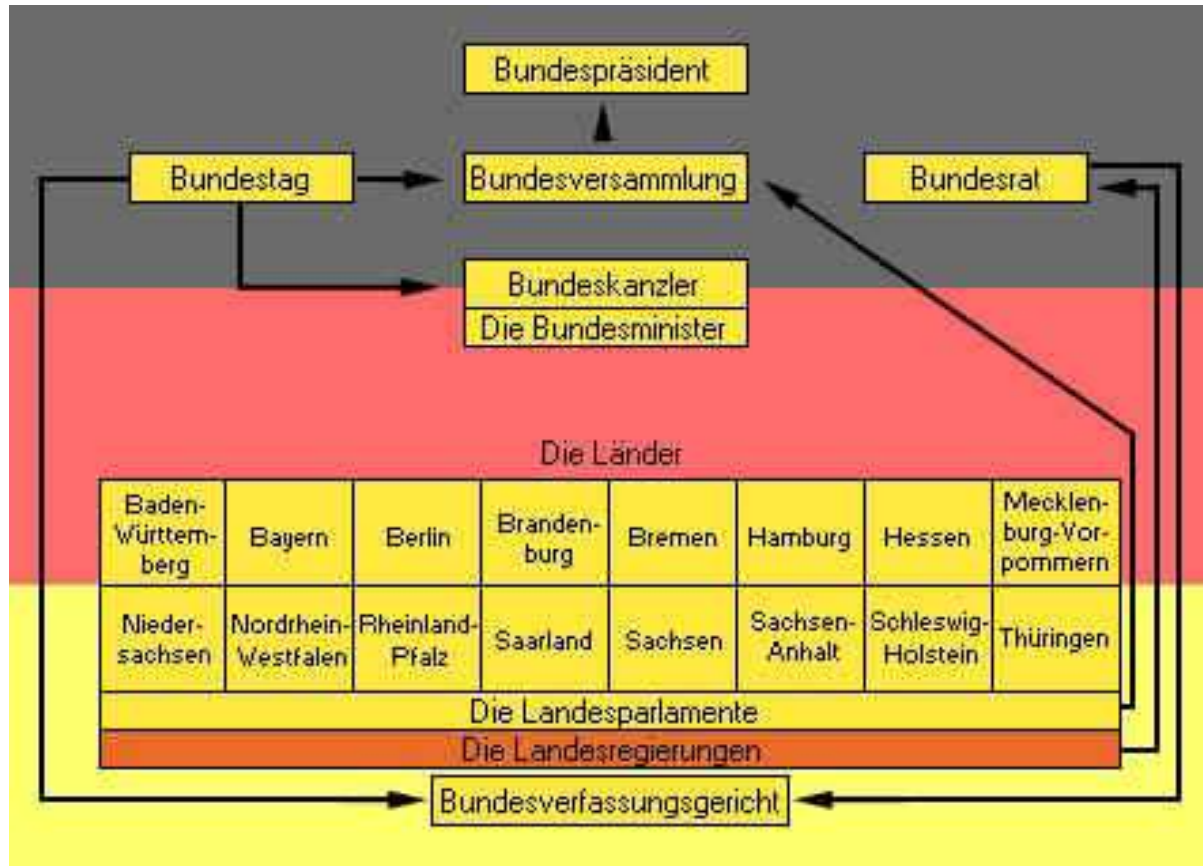 Bundespräsident
Bundestag
Bundesversammlung
Bundesrat
Bundeskanzler
Die Bundesminister
Die Länder
Baden-
Württem-
berg
Bayern
Berlin
Branden-
burg
Bremen
Hamburg
Hessen
Mecklen-
burg-Vor-
pommern
Nieder-
sachsen
Nordrhein-
Westfalen
Rheinland-
Pfalz
Saarland
Sachsen
Sachsen-
Anhalt
Schleswig-
Holstein
Thüringen
Die Landesparlamente
Die Landesregierungen
Bundesverfassungsgericht